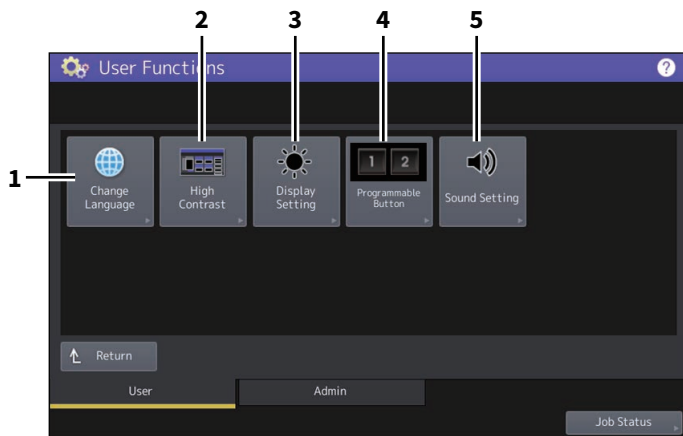 2 3 4 5
User Functions ?
1
1 2
Change Language
High Contrast
Display Setting
Programmable Button
Sound Setting
Return
User Admin
Job Status